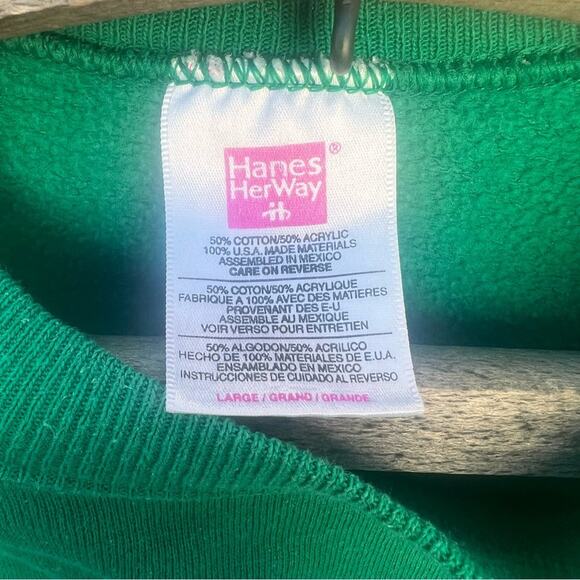 Hanes
HerWay
®
50% COTTON/50% ACRYLIC
100% U.S.A. MADE MATERIALS
ASSEMBLED IN MEXICO
CARE ON REVERSE
50% COTON/50% ACRYLIQUE
FABRIQUE A 100% AVEC DES MATIERES
PROVENANT DES E-U
ASSEMBLE AU MEXIQUE
VOIR VERSO POUR ENTRETIEN
50% ALGODON/50% ACRILICO
HECHO DE 100% MATERIALES DE E.U.A.
ENSAMBLADO EN MEXICO
INSTRUCCIONES DE CUIDADO AL REVERSO
LARGE / GRAND / GRANDE